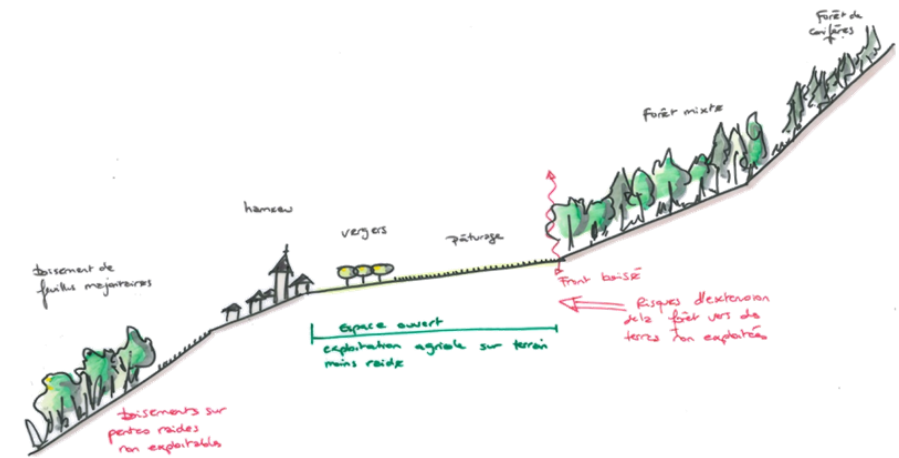 Forêt de
conifères
Forêt mixte
hameau
vergers
pâturage
boisement de
feuillus majoritaires
Front boisé
Risques d'extension
de la forêt vers des
terres non exploitées
Espace ouvert
exploitation agricole sur terrain
moins raide
boisements sur
pentes raides
non exploitables